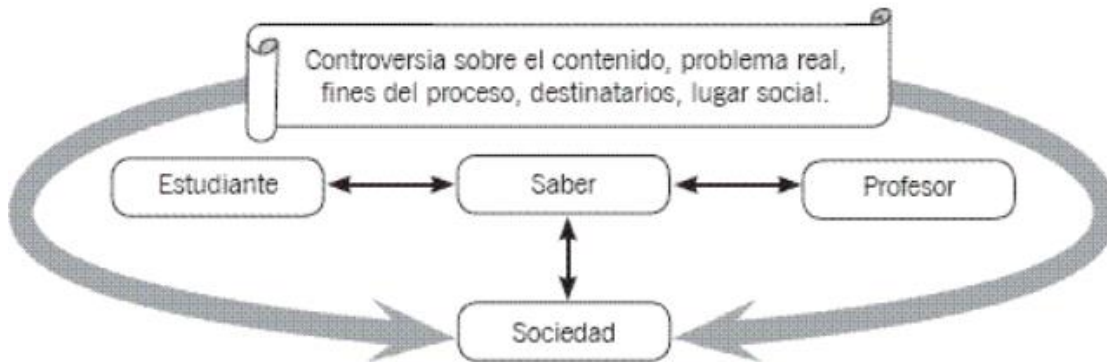 Controversia sobre el contenido, problema real,
fines del proceso, destinatarios, lugar social.
Estudiante
Saber
Profesor
Sociedad